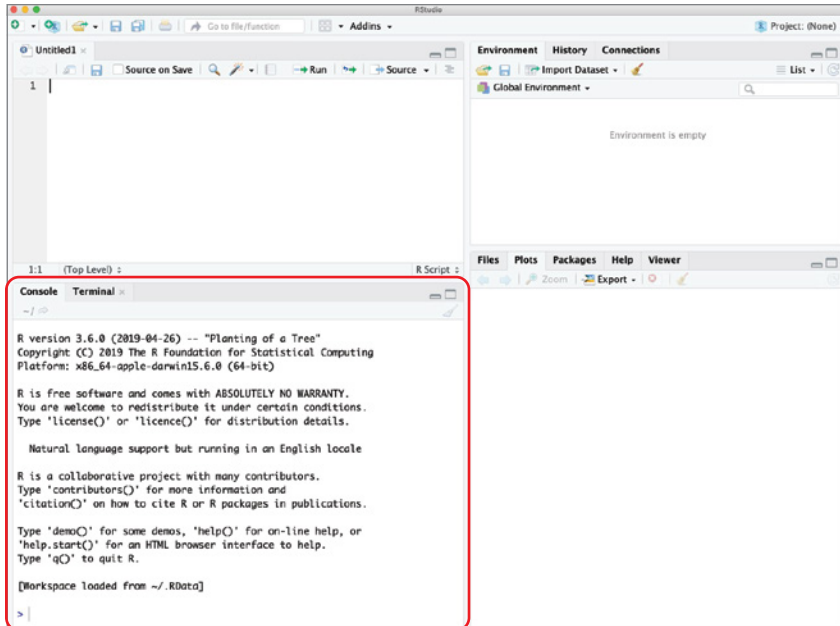 RStudio
Go to file/function
Addins
Project: (None)
Untitled1
Source on Save
Run
Source
1
1:1
(Top Level)
R Script
Console
Terminal
~/
R version 3.6.0 (2019-04-26) -- "Planting of a Tree"
Copyright (C) 2019 The R Foundation for Statistical Computing
Platform: x86_64-apple-darwin15.6.0 (64-bit)
R is free software and comes with ABSOLUTELY NO WARRANTY.
You are welcome to redistribute it under certain conditions.
Type 'license()' or 'licence()' for distribution details.
Natural language support but running in an English locale
R is a collaborative project with many contributors.
Type 'contributors()' for more information and
'citation()' on how to cite R or R packages in publications.
Type 'demo()' for some demos, 'help()' for on-line help, or
'help.start()' for an HTML browser interface to help.
Type 'q()' to quit R.
[Workspace loaded from ~/.RData]
>
Environment
History
Connections
Import Dataset
List
Global Environment
Environment is empty
Files
Plots
Packages
Help
Viewer
Zoom
Export